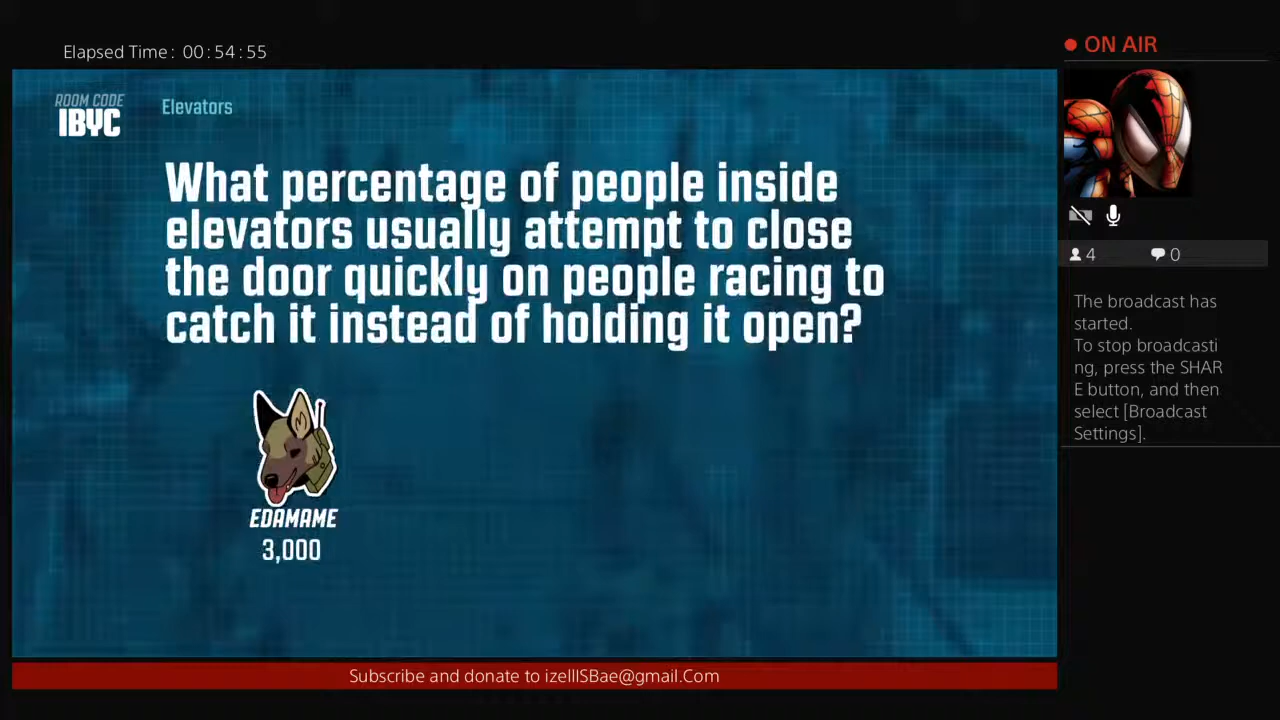 Elapsed Time: 00:54:55
ON AIR
ROOM CODE
IBYC
Elevators
What percentage of people inside
elevators usually attempt to close
the door quickly on people racing to
catch it instead of holding it open?
EDAMAME
3,000
4
0
The broadcast has
started.
To stop broadcasti
ng, press the SHAR
E button, and then
select [Broadcast
Settings].
Subscribe and donate to izellISBae@gmail.Com